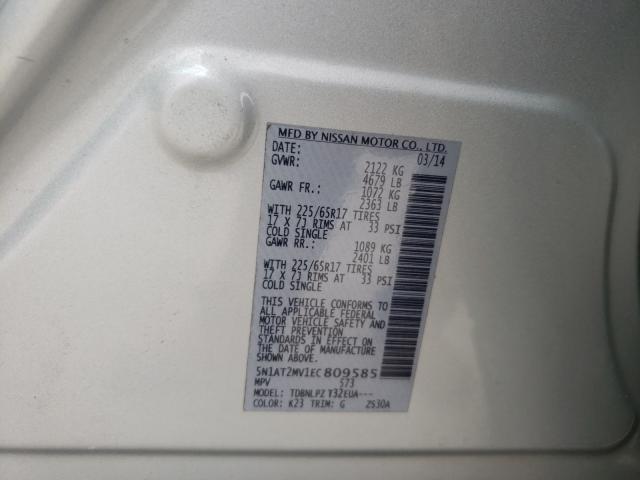 MFD BY NISSAN MOTOR CO., LTD.
DATE: 03/14
GVWR: 2122 KG
4679 LB
GAWR FR.: 1072 KG
2363 LB
WITH 225/65R17 TIRES
17 X 7J RIMS AT 33 PSI
COLD SINGLE
GAWR RR.: 1089 KG
2401 LB
WITH 225/65R17 TIRES
17 X 7J RIMS AT 33 PSI
COLD SINGLE
THIS VEHICLE CONFORMS TO
ALL APPLICABLE FEDERAL
MOTOR VEHICLE SAFETY AND
THEFT PREVENTION
STANDARDS IN EFFECT ON
THE DATE OF MANUFACTURE
SHOWN ABOVE.
5N1AT2MV1EC809585
MPV 573
MODEL: TDBNLPZ T32EUA---
COLOR: K23 TRIM: G ZS30A